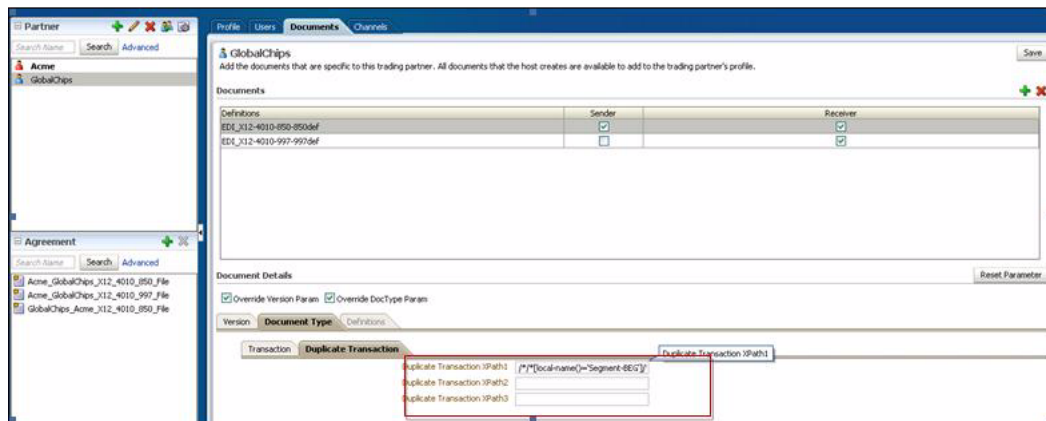 Partner
Search Name Search Advanced
Acme
GlobalChips
Agreement
Search Name Search Advanced
Acme_GlobalChips_X12_4010_850_File
Acme_GlobalChips_X12_4010_997_File
GlobalChips_Acme_X12_4010_850_File
Profile Users Documents Channels
GlobalChips
Save
Add the documents that are specific to this trading partner. All documents that the host creates are available to add to the trading partner's profile.
Documents
Definitions Sender Receiver
EDI_X12-4010-850-850def
EDI_X12-4010-997-997def
Document Details
Reset Parameter
Override Version Param Override DocType Param
Version Document Type Definitions
Transaction Duplicate Transaction
Duplicate Transaction XPath1 /*/*[local-name()='Segment-BEG']/
Duplicate Transaction XPath1
Duplicate Transaction XPath2
Duplicate Transaction XPath3